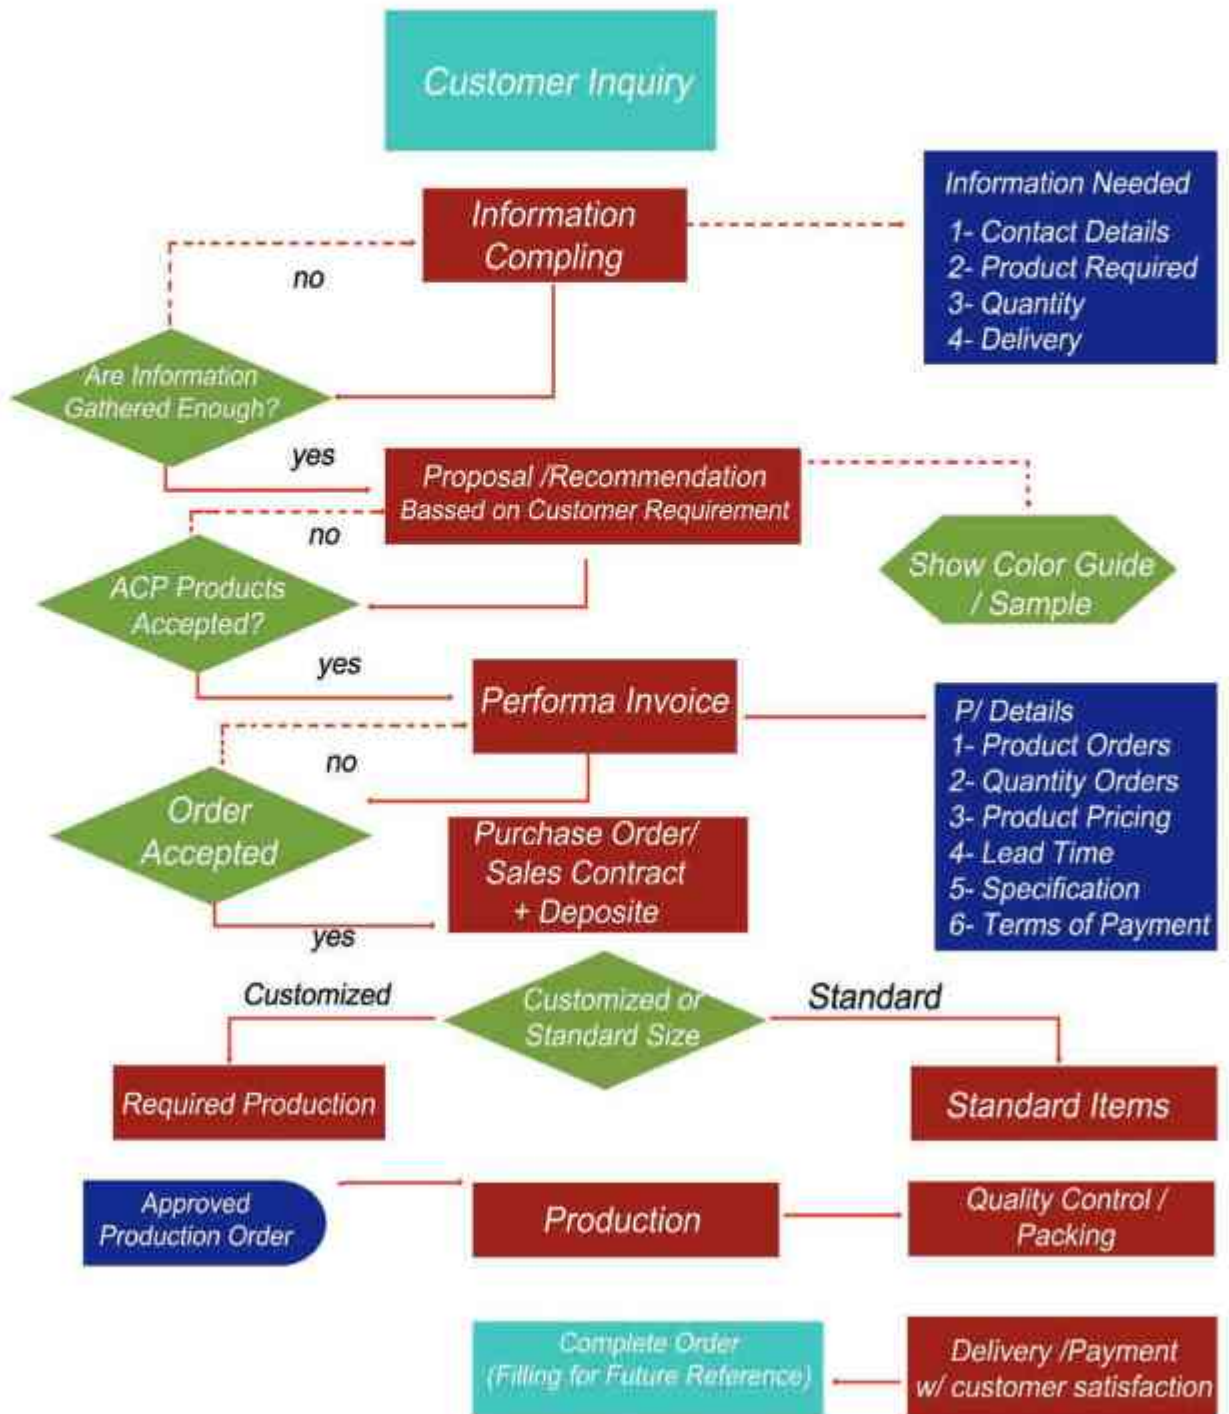 Customer Inquiry
Information
Compling
Information Needed
1- Contact Details
2- Product Required
3- Quantity
4- Delivery
no
Are Information
Gathered Enough?
yes
Proposal /Recommendation
Bassed on Customer Requirement
no
Show Color Guide
/ Sample
ACP Products
Accepted?
yes
Performa Invoice
P/ Details
1- Product Orders
2- Quantity Orders
3- Product Pricing
4- Lead Time
5- Specification
6- Terms of Payment
no
Order
Accepted
Purchase Order/
Sales Contract
+ Deposite
yes
Customized
Customized or
Standard Size
Standard
Required Production
Standard Items
Approved
Production Order
Production
Quality Control /
Packing
Complete Order
(Filling for Future Reference)
Delivery /Payment
w/ customer satisfaction